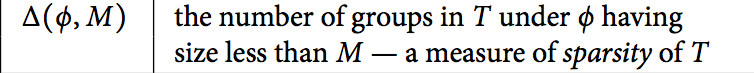 Δ(ϕ, M) the number of groups in T under ϕ having
size less than M — a measure of sparsity of T